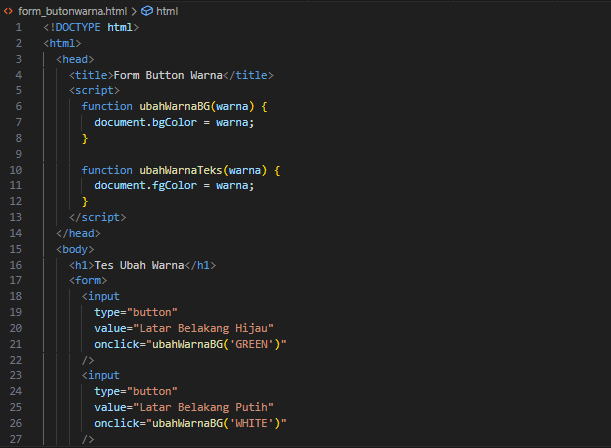 form_butonwarna.html > html
1 <!DOCTYPE html>
2 <html>
3 <head>
4 <title>Form Button Warna</title>
5 <script>
6 function ubahWarnaBG(warna) {
7 document.bgColor = warna;
8 }
9
10 function ubahWarnaTeks(warna) {
11 document.fgColor = warna;
12 }
13 </script>
14 </head>
15 <body>
16 <h1>Tes Ubah Warna</h1>
17 <form>
18 <input
19 type="button"
20 value="Latar Belakang Hijau"
21 onclick="ubahWarnaBG('GREEN')"
22 />
23 <input
24 type="button"
25 value="Latar Belakang Putih"
26 onclick="ubahWarnaBG('WHITE')"
27 />